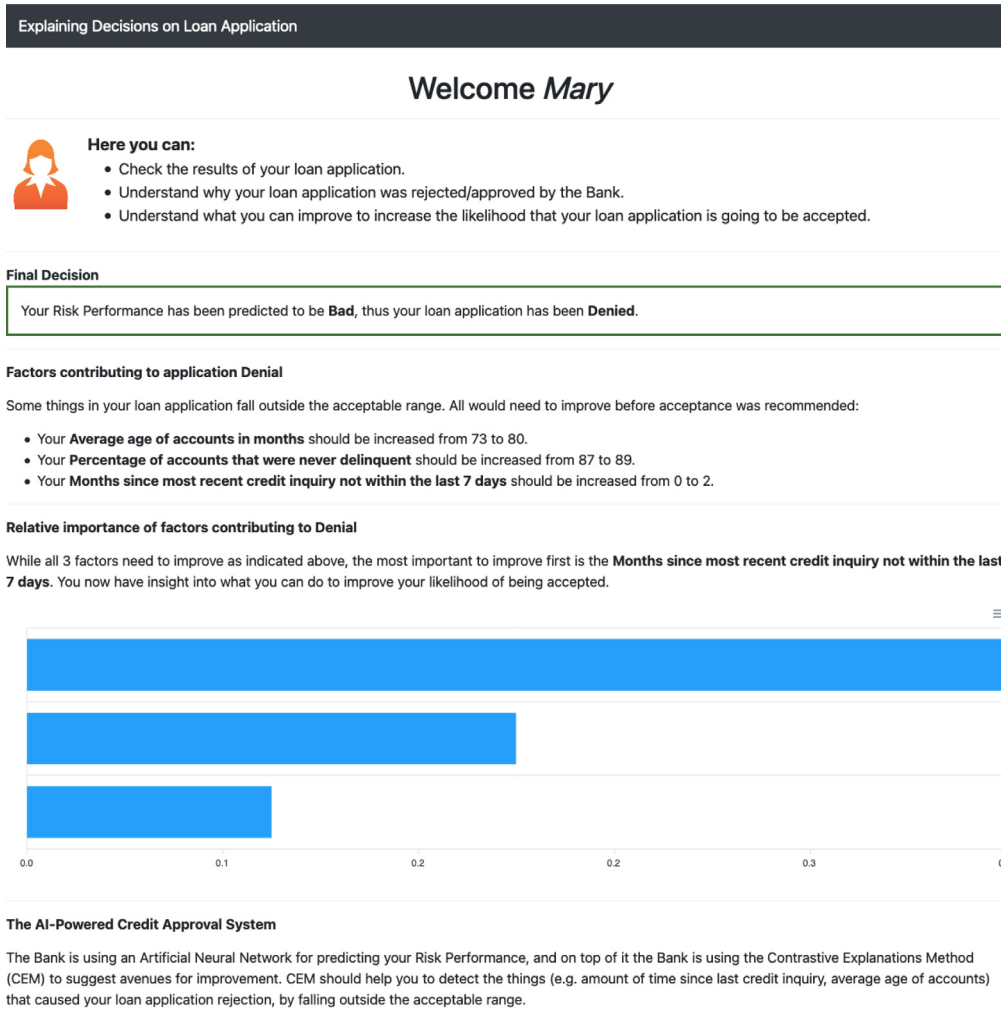 Explaining Decisions on Loan Application
Welcome Mary
Here you can:
• Check the results of your loan application.
• Understand why your loan application was rejected/approved by the Bank.
• Understand what you can improve to increase the likelihood that your loan application is going to be accepted.
Final Decision
Your Risk Performance has been predicted to be Bad, thus your loan application has been Denied.
Factors contributing to application Denial
Some things in your loan application fall outside the acceptable range. All would need to improve before acceptance was recommended:
• Your Average age of accounts in months should be increased from 73 to 80.
• Your Percentage of accounts that were never delinquent should be increased from 87 to 89.
• Your Months since most recent credit inquiry not within the last 7 days should be increased from 0 to 2.
Relative importance of factors contributing to Denial
While all 3 factors need to improve as indicated above, the most important to improve first is the Months since most recent credit inquiry not within the last
7 days. You now have insight into what you can do to improve your likelihood of being accepted.
0.0 0.1 0.2 0.2 0.3
The AI-Powered Credit Approval System
The Bank is using an Artificial Neural Network for predicting your Risk Performance, and on top of it the Bank is using the Contrastive Explanations Method
(CEM) to suggest avenues for improvement. CEM should help you to detect the things (e.g. amount of time since last credit inquiry, average age of accounts)
that caused your loan application rejection, by falling outside the acceptable range.